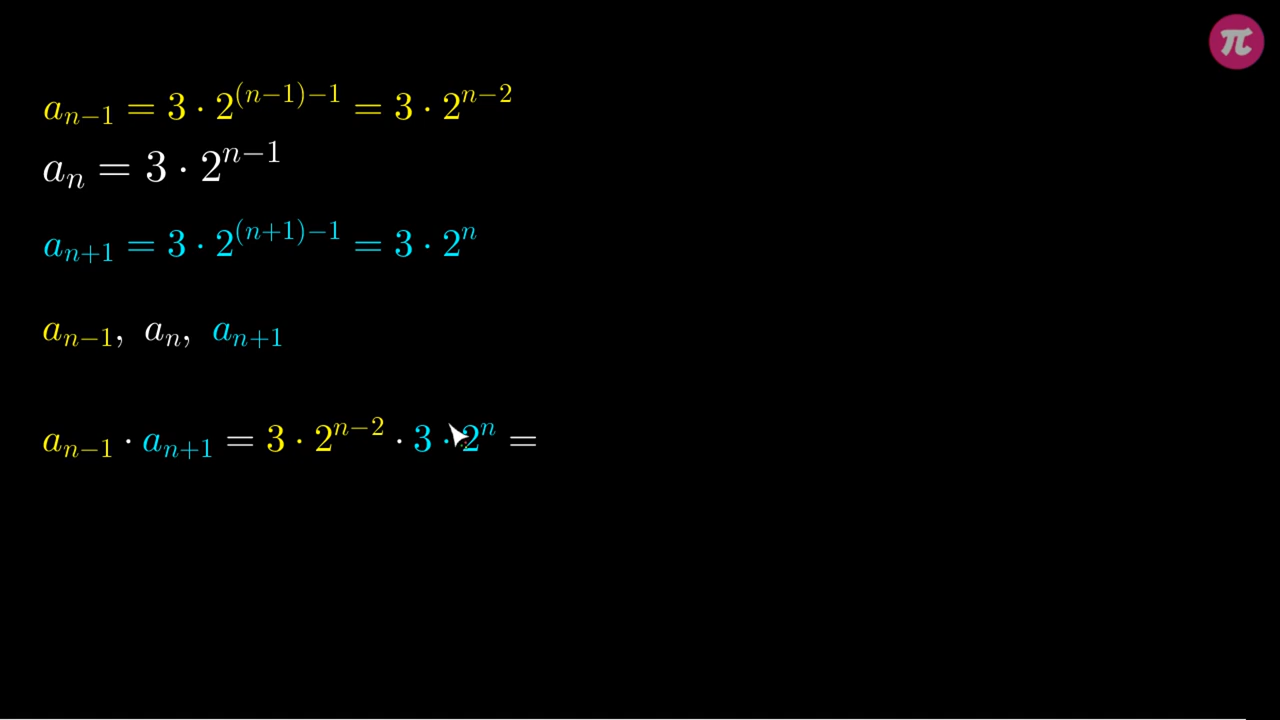 π
a_{n−1} = 3 · 2^{(n−1)−1} = 3 · 2^{n−2}
a_n = 3 · 2^{n−1}
a_{n+1} = 3 · 2^{(n+1)−1} = 3 · 2^n
a_{n−1}, a_n, a_{n+1}
a_{n−1} · a_{n+1} = 3 · 2^{n−2} · 3 · 2^n =